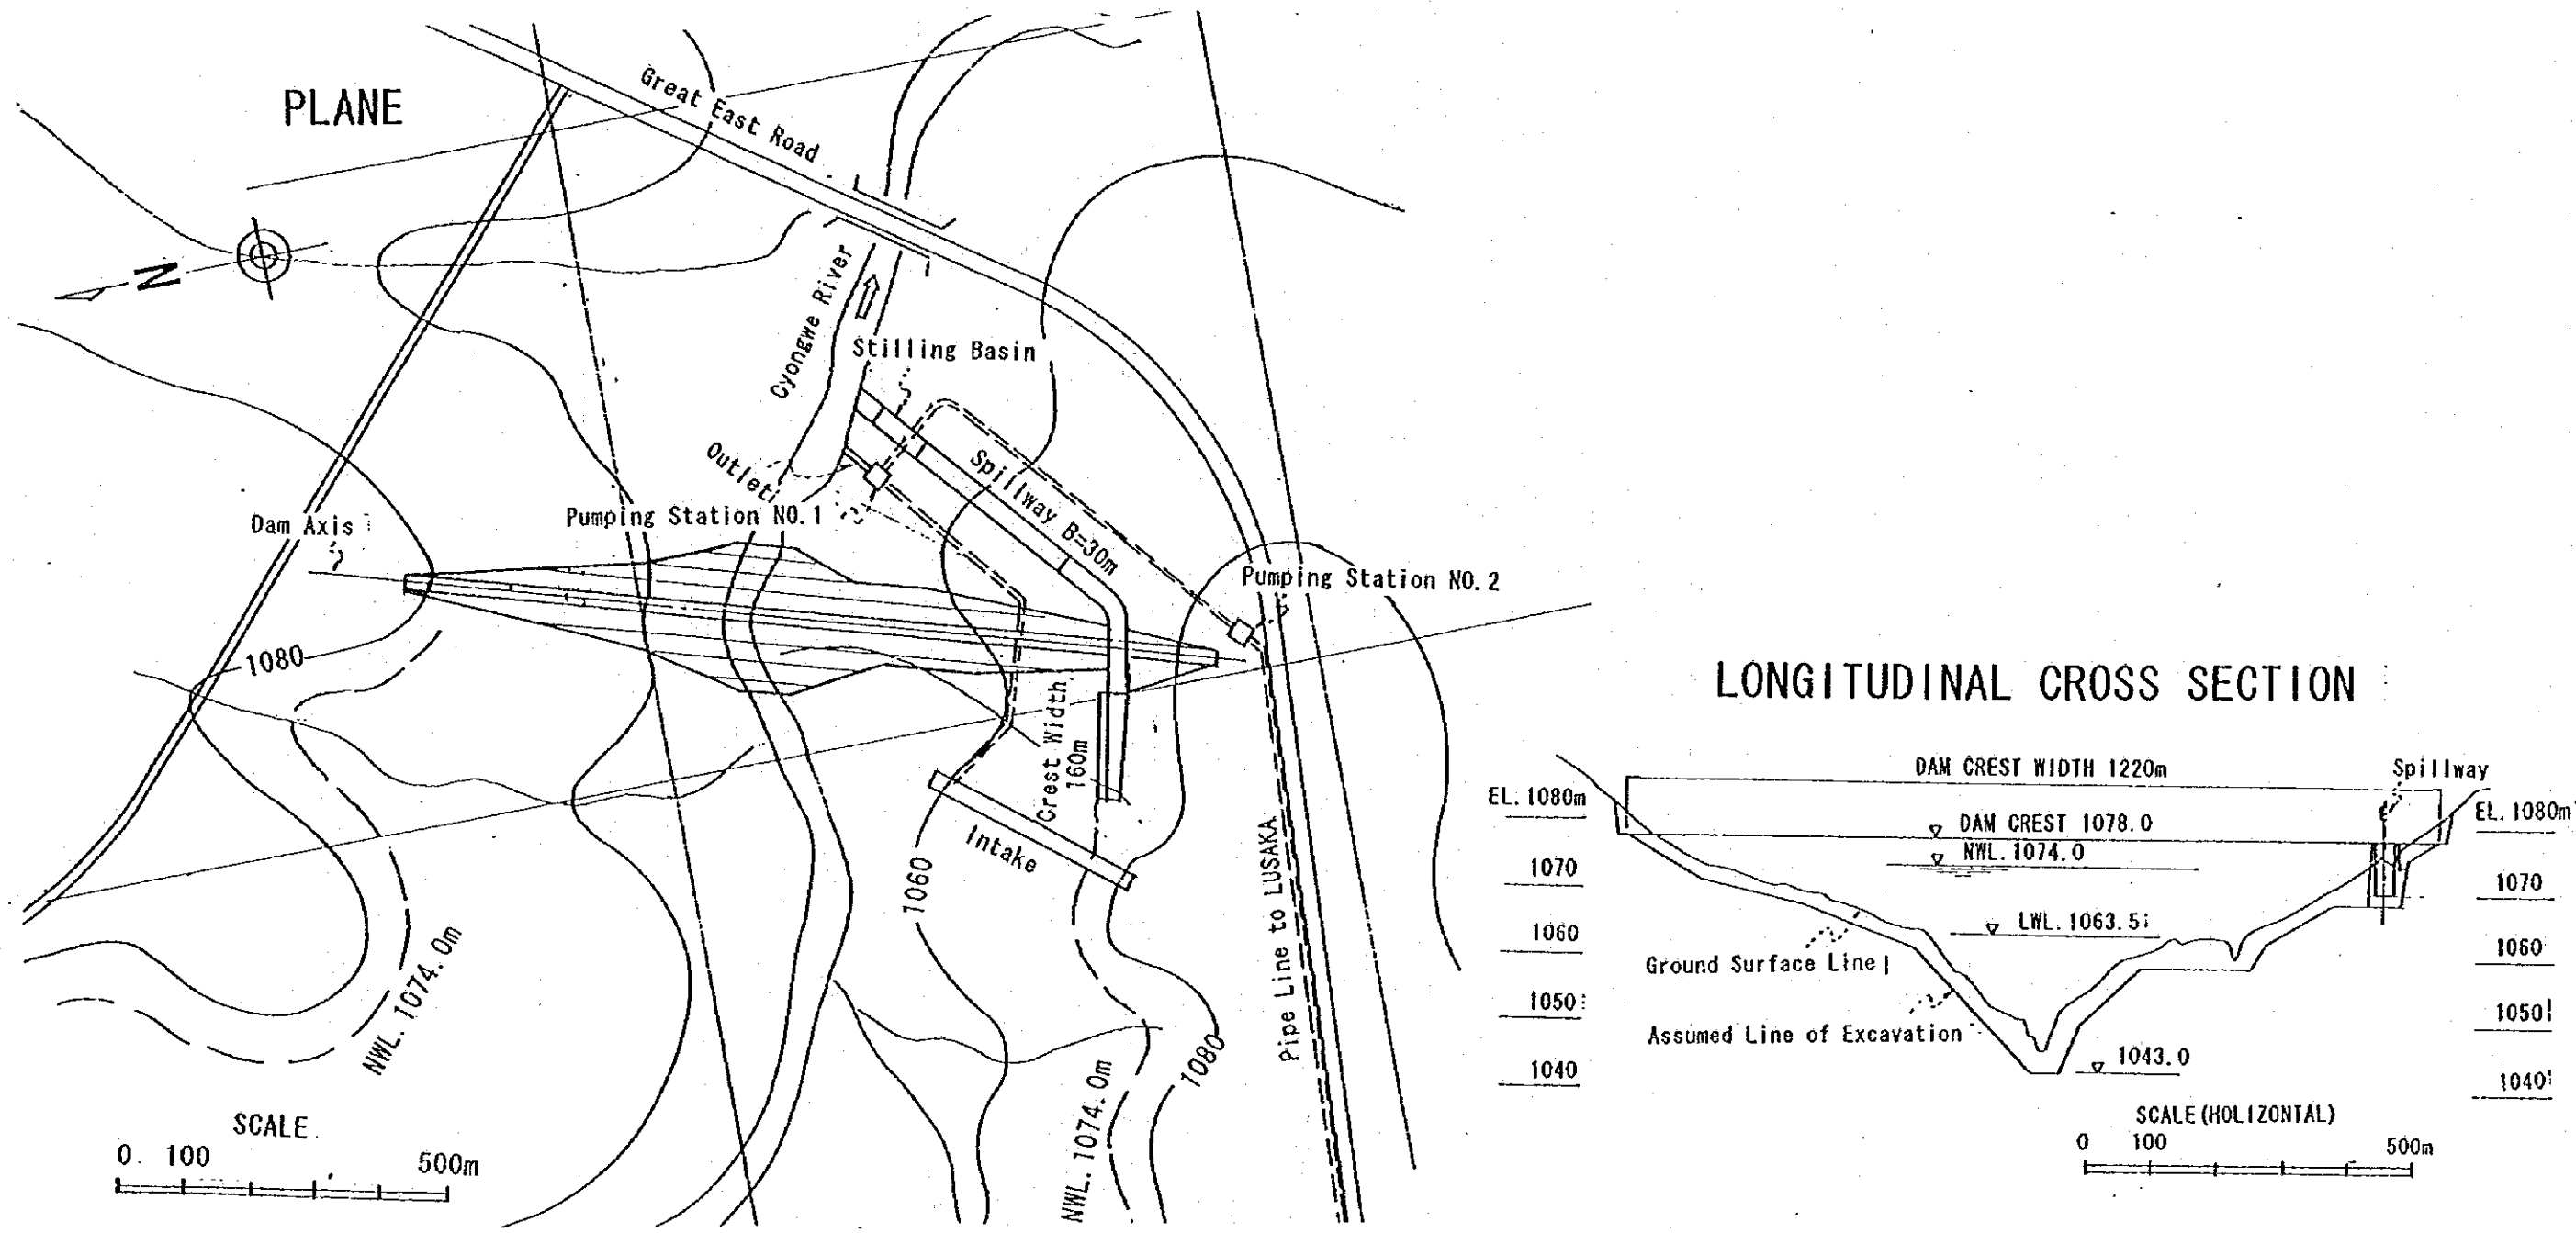 PLANE
Great East Road
N
Cyongwe River
Stilling Basin
Outlet
Spillway B=30m
Dam Axis
Pumping Station NO.1
Pumping Station NO.2
1080
Crest Width
160m
Intake
1060
NWL. 1074.0m
NWL. 1074.0m
1080
Pipe Line to LUSAKA
SCALE
0 100 500m
LONGITUDINAL CROSS SECTION
DAM CREST WIDTH 1220m
Spillway
EL. 1080m
EL. 1080m
DAM CREST 1078.0
NWL. 1074.0
1070
1070
LWL. 1063.5
1060
1060
Ground Surface Line
1050
1050
Assumed Line of Excavation
1043.0
1040
1040
SCALE(HOLIZONTAL)
0 100 500m